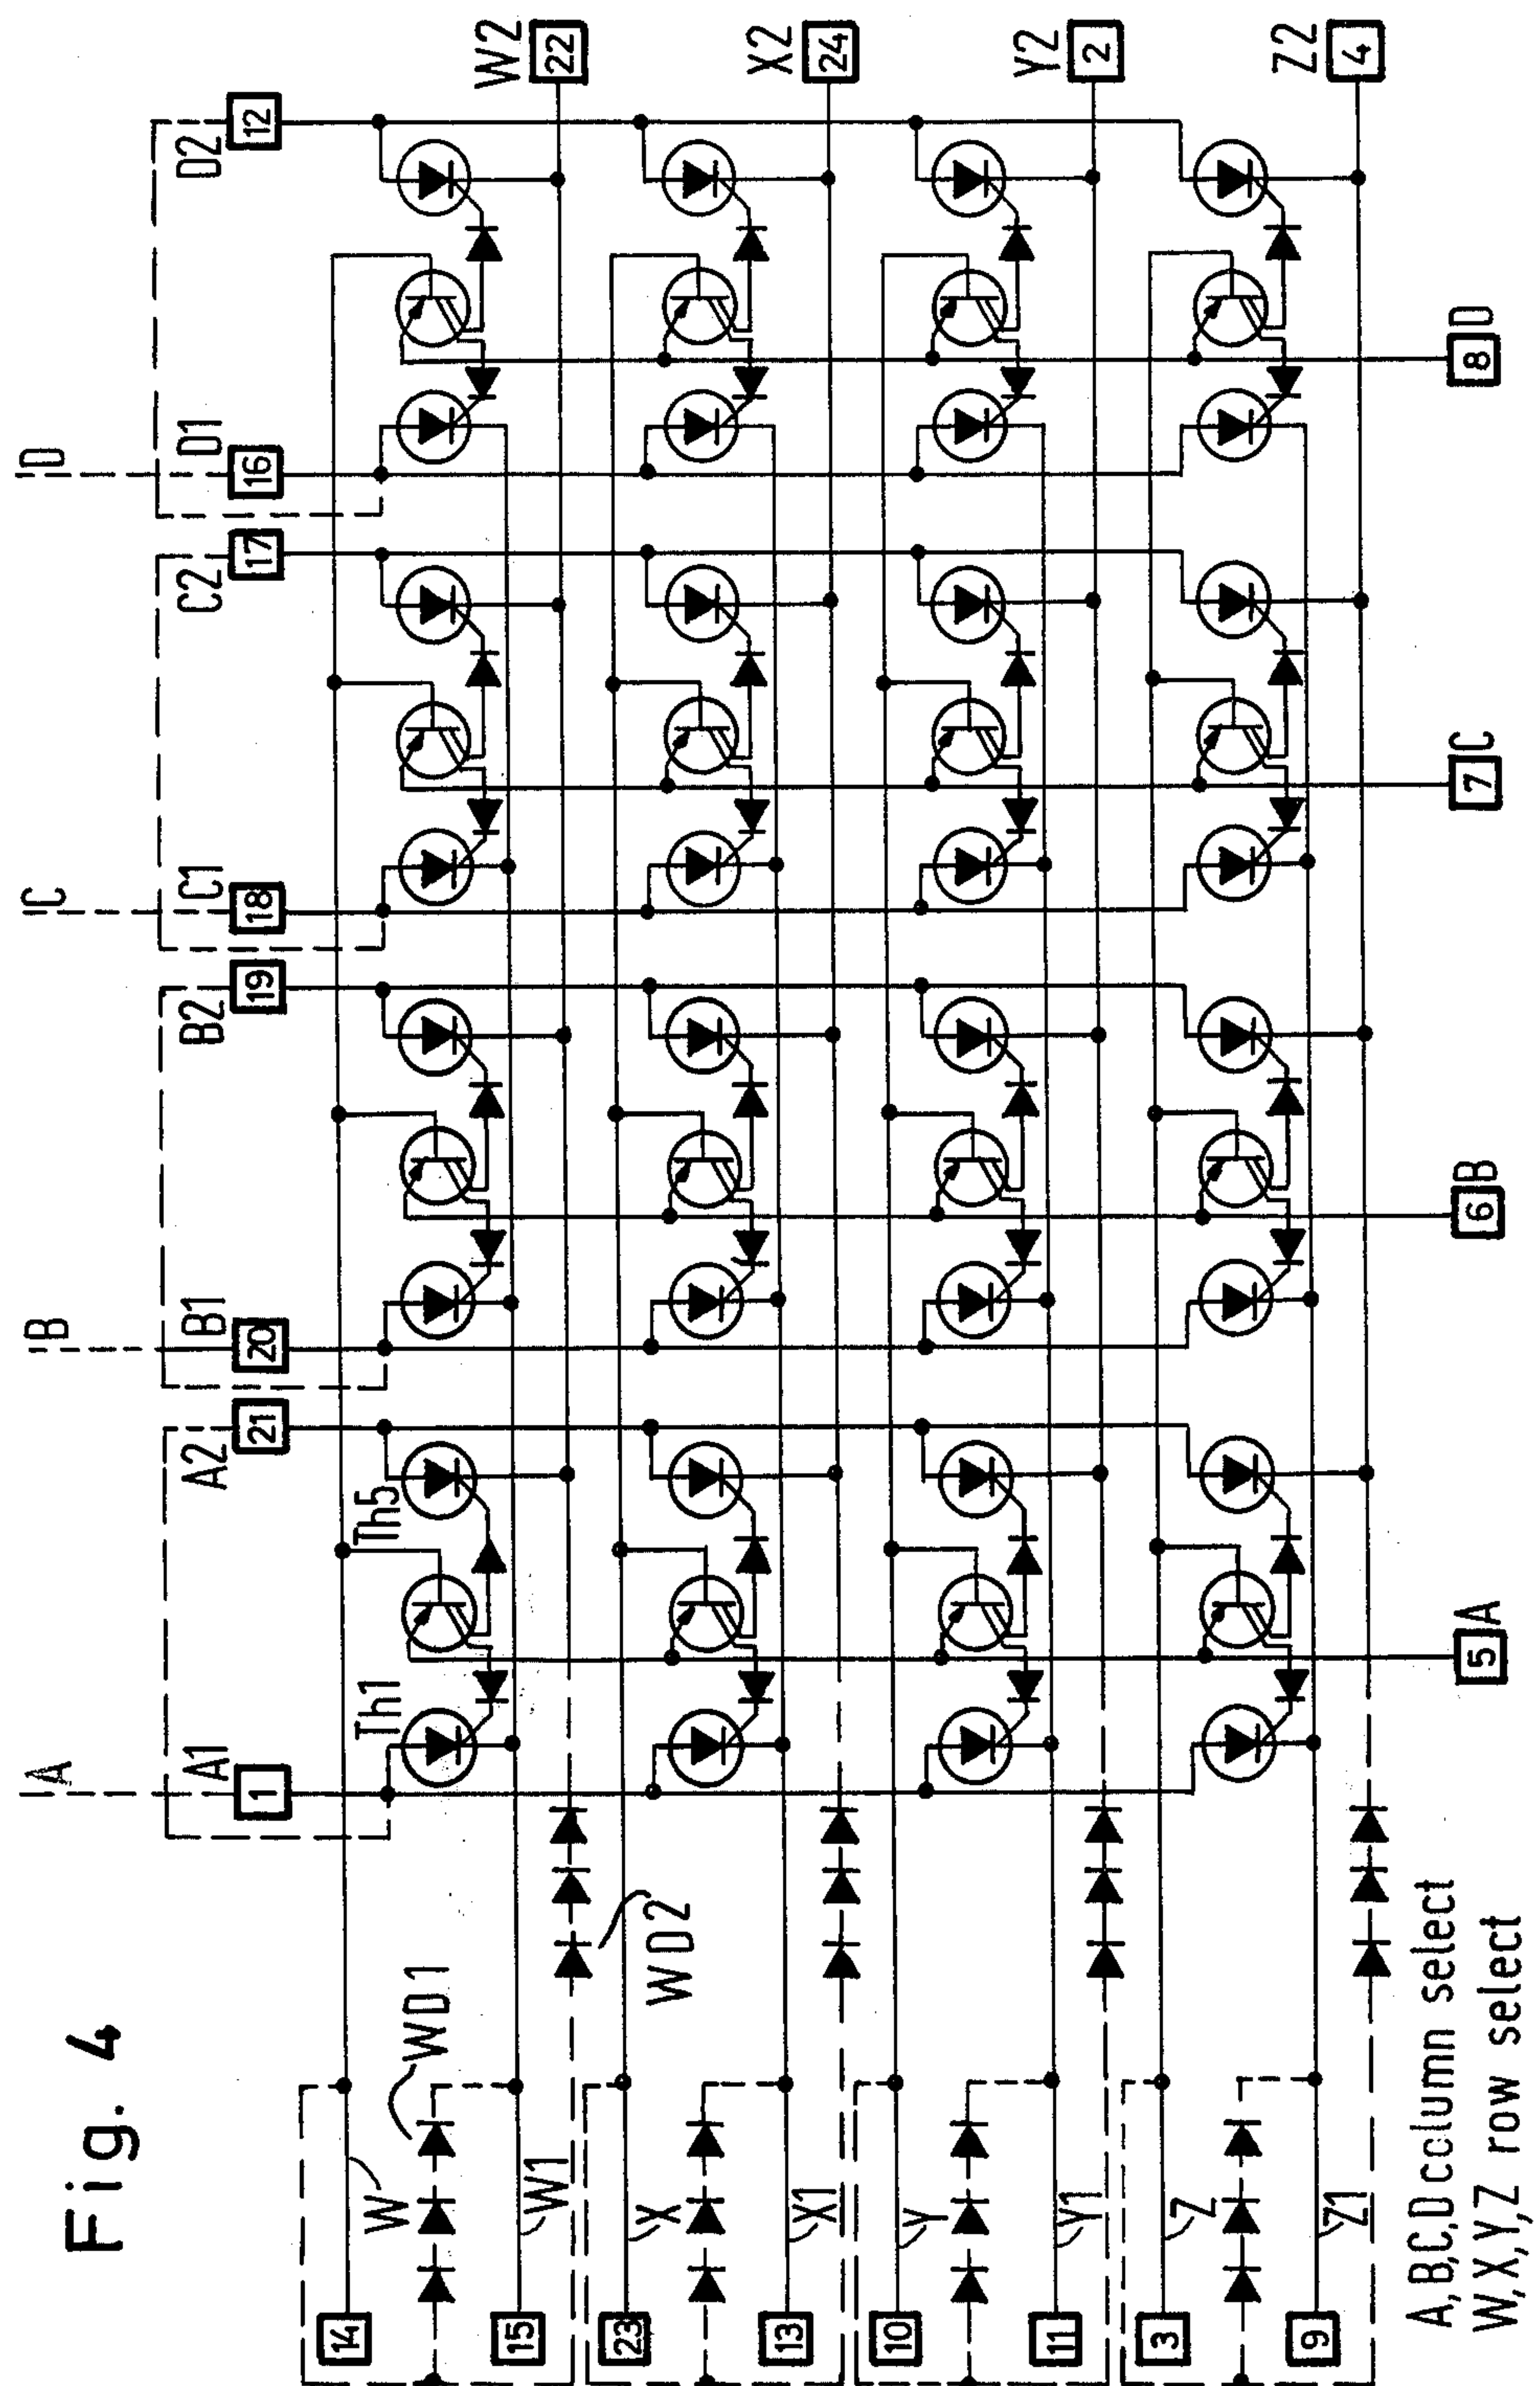 Fig. 4
A
B
C
D
A1
A2
B1
B2
C1
C2
D1
D2
1
21
20
19
18
17
16
12
Th1
Th5
14
W
WD1
15
W1
W2
22
WD2
23
X
13
X1
X2
24
10
Y
11
Y1
Y2
2
3
Z
9
Z1
Z2
4
5 A
6 B
7 C
8 D
A,B,C,D column select
W,X,Y,Z row select